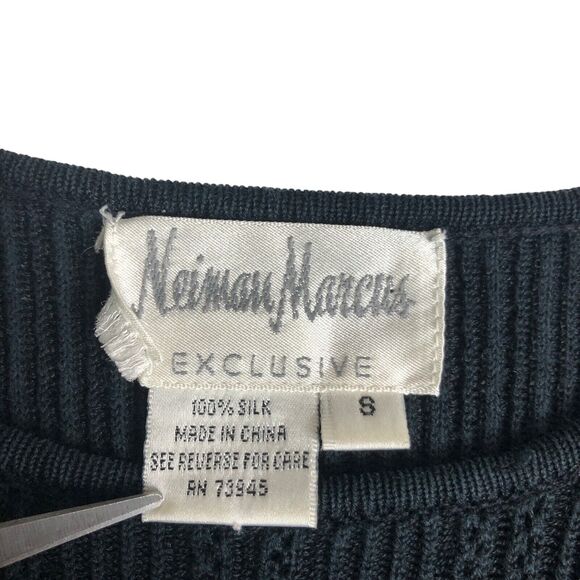 Neiman Marcus
EXCLUSIVE
S
100% SILK
MADE IN CHINA
SEE REVERSE FOR CARE
RN 73945